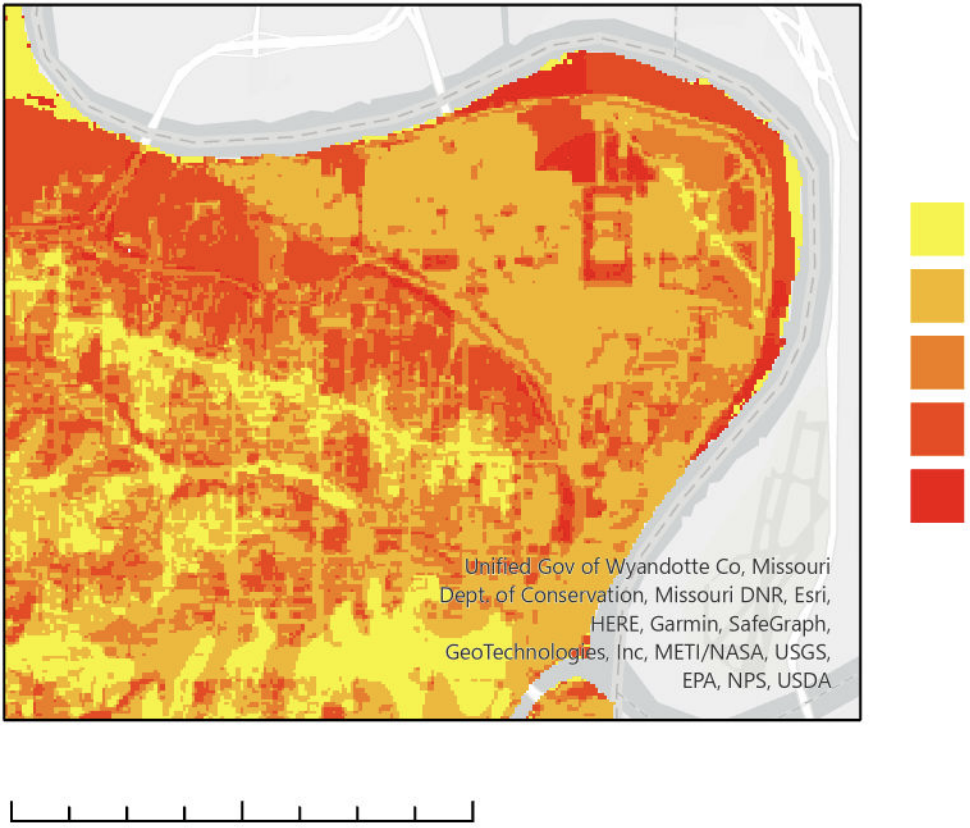 Unified Gov of Wyandotte Co, Missouri
Dept. of Conservation, Missouri DNR, Esri,
HERE, Garmin, SafeGraph,
GeoTechnologies, Inc, METI/NASA, USGS,
EPA, NPS, USDA